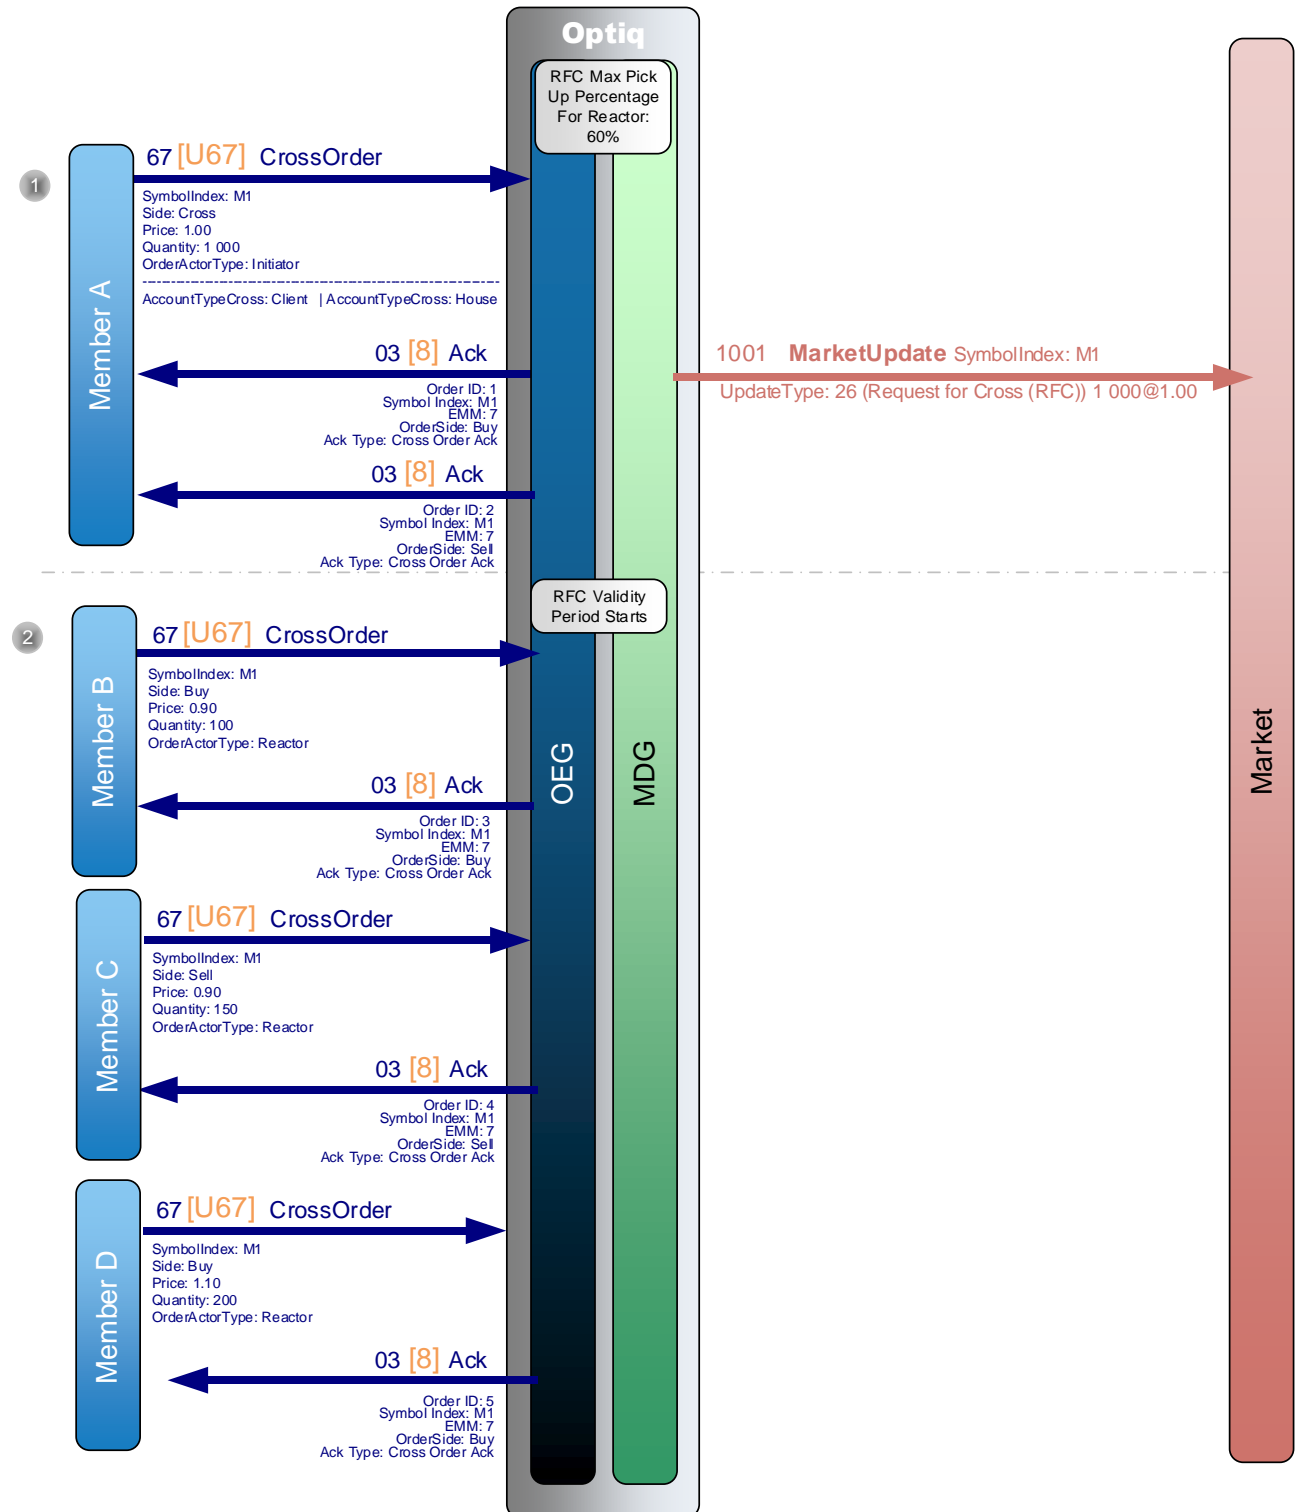 Optiq
RFC Max Pick
Up Percentage
For Reactor:
60%
1
Member A
67 [U67] CrossOrder
SymbolIndex: M1
Side: Cross
Price: 1.00
Quantity: 1 000
OrderActorType: Initiator
AccountTypeCross: Client | AccountTypeCross: House
03 [8] Ack
Order ID: 1
Symbol Index: M1
EMM: 7
OrderSide: Buy
Ack Type: Cross Order Ack
1001 MarketUpdate SymbolIndex: M1
UpdateType: 26 (Request for Cross (RFC)) 1 000@1.00
03 [8] Ack
Order ID: 2
Symbol Index: M1
EMM: 7
OrderSide: Sell
Ack Type: Cross Order Ack
RFC Validity
Period Starts
2
Member B
67 [U67] CrossOrder
SymbolIndex: M1
Side: Buy
Price: 0.90
Quantity: 100
OrderActorType: Reactor
03 [8] Ack
Order ID: 3
Symbol Index: M1
EMM: 7
OrderSide: Buy
Ack Type: Cross Order Ack
OEG
MDG
Market
Member C
67 [U67] CrossOrder
SymbolIndex: M1
Side: Sell
Price: 0.90
Quantity: 150
OrderActorType: Reactor
03 [8] Ack
Order ID: 4
Symbol Index: M1
EMM: 7
OrderSide: Sell
Ack Type: Cross Order Ack
Member D
67 [U67] CrossOrder
SymbolIndex: M1
Side: Buy
Price: 1.10
Quantity: 200
OrderActorType: Reactor
03 [8] Ack
Order ID: 5
Symbol Index: M1
EMM: 7
OrderSide: Buy
Ack Type: Cross Order Ack